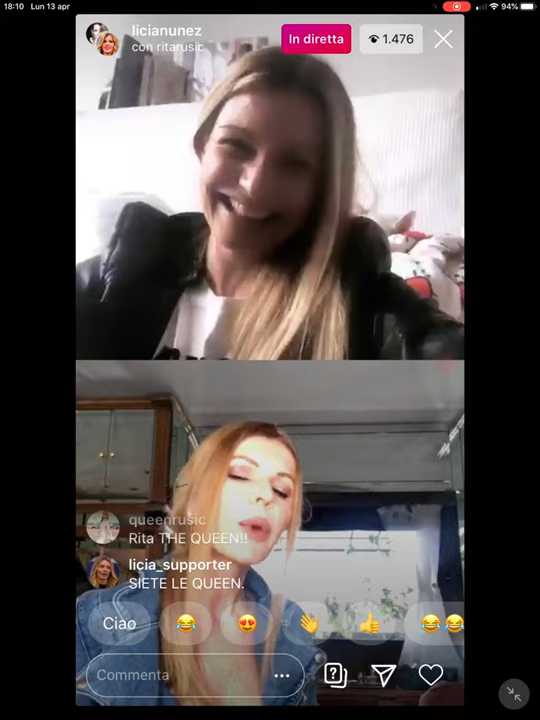 18:10 Lun 13 apr 94%
licianunez
con ritarusic
In diretta
1.476
queenrusic
Rita THE QUEEN!!
licia_supporter
SIETE LE QUEEN.
Ciao
Commenta